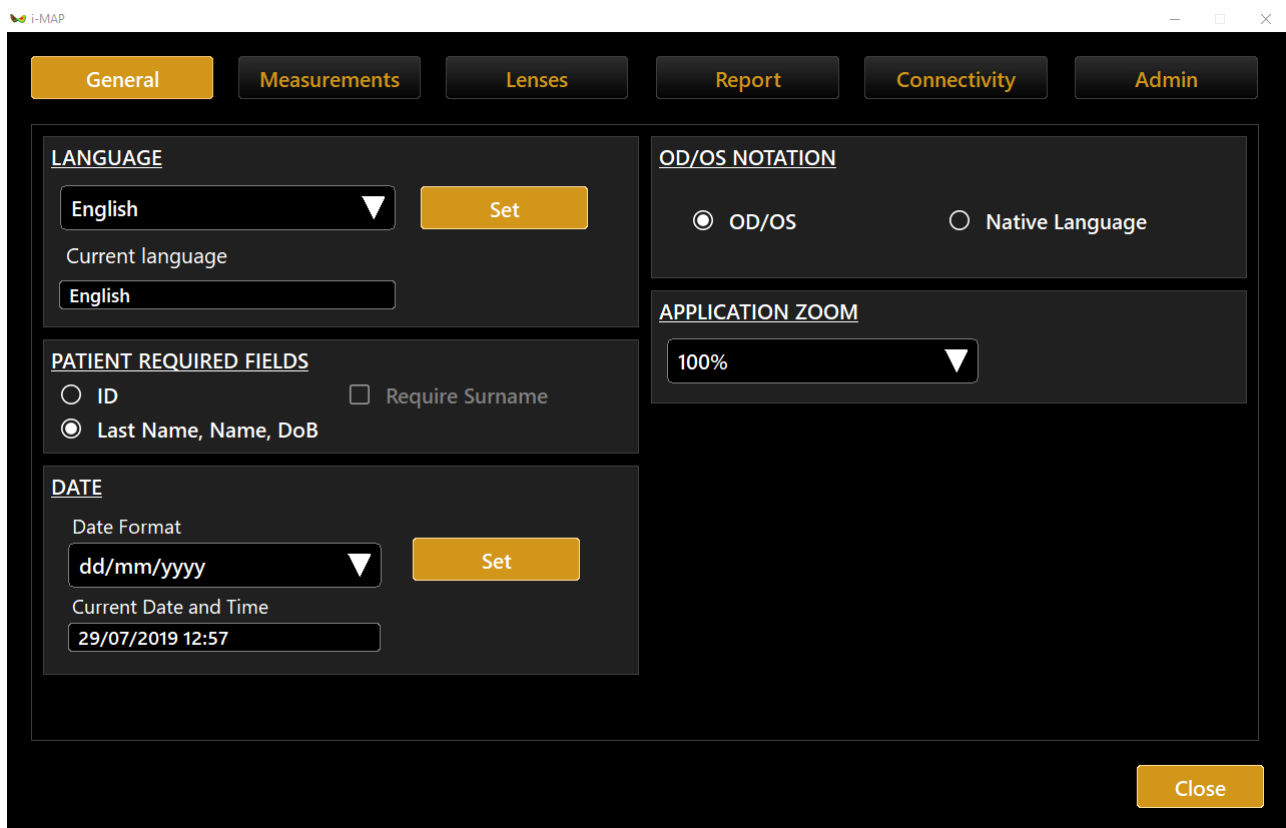 i-MAP
General Measurements Lenses Report Connectivity Admin
LANGUAGE
English
Set
Current language
English
PATIENT REQUIRED FIELDS
ID
Require Surname
Last Name, Name, DoB
DATE
Date Format
dd/mm/yyyy
Set
Current Date and Time
29/07/2019 12:57
OD/OS NOTATION
OD/OS
Native Language
APPLICATION ZOOM
100%
Close